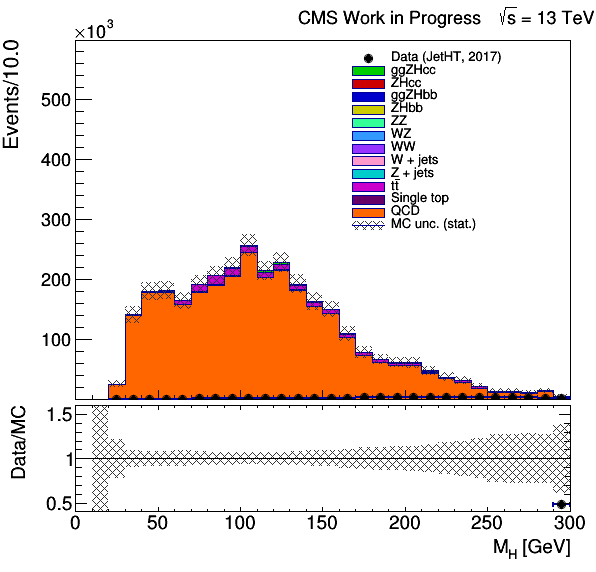 CMS Work in Progress √s = 13 TeV
×10³
Events/10.0
500
400
300
200
100
Data (JetHT, 2017)
ggZHcc
ZHcc
ggZHbb
ZHbb
ZZ
WZ
WW
W + jets
Z + jets
tt̄
Single top
QCD
MC unc. (stat.)
Data/MC
1.5
1
0.5
0 50 100 150 200 250 300
M_H [GeV]